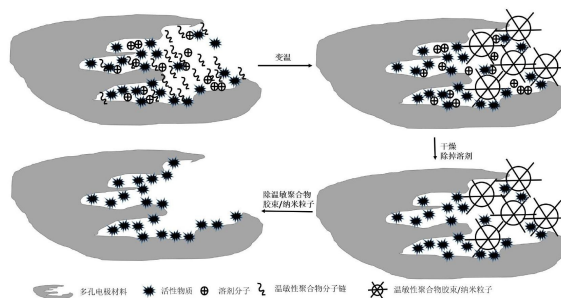 变温
干燥
除掉溶剂
除温敏聚合物
胶束/纳米粒子
多孔电极材料 活性物质 溶剂分子 温敏性聚合物分子链 温敏性聚合物胶束/纳米粒子